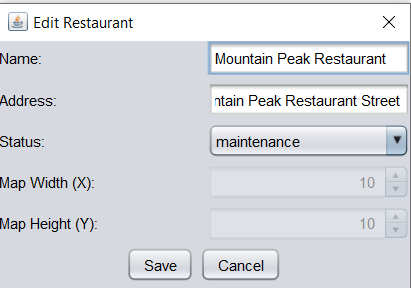 Edit Restaurant
Name: Mountain Peak Restaurant
Address: ntain Peak Restaurant Street
Status: maintenance
Map Width (X): 10
Map Height (Y): 10
Save Cancel